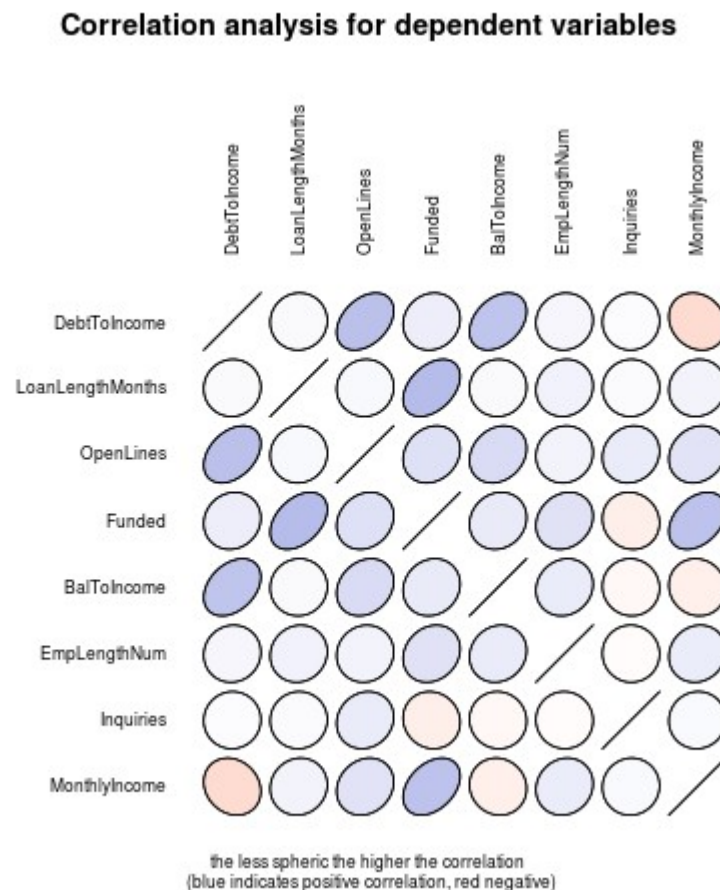 Correlation analysis for dependent variables
DebtToIncome
LoanLengthMonths
OpenLines
Funded
BalToIncome
EmpLengthNum
Inquiries
MonthlyIncome
DebtToIncome
LoanLengthMonths
OpenLines
Funded
BalToIncome
EmpLengthNum
Inquiries
MonthlyIncome
the less spheric the higher the correlation
(blue indicates positive correlation, red negative)